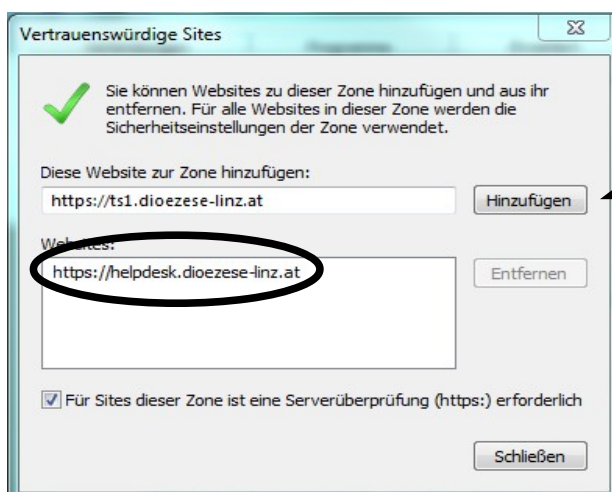 Vertrauenswürdige Sites
Sie können Websites zu dieser Zone hinzufügen und aus ihr
entfernen. Für alle Websites in dieser Zone werden die
Sicherheitseinstellungen der Zone verwendet.
Diese Website zur Zone hinzufügen:
https://ts1.dioezese-linz.at
Hinzufügen
Websites:
https://helpdesk.dioezese-linz.at
Entfernen
Für Sites dieser Zone ist eine Serverüberprüfung (https:) erforderlich
Schließen